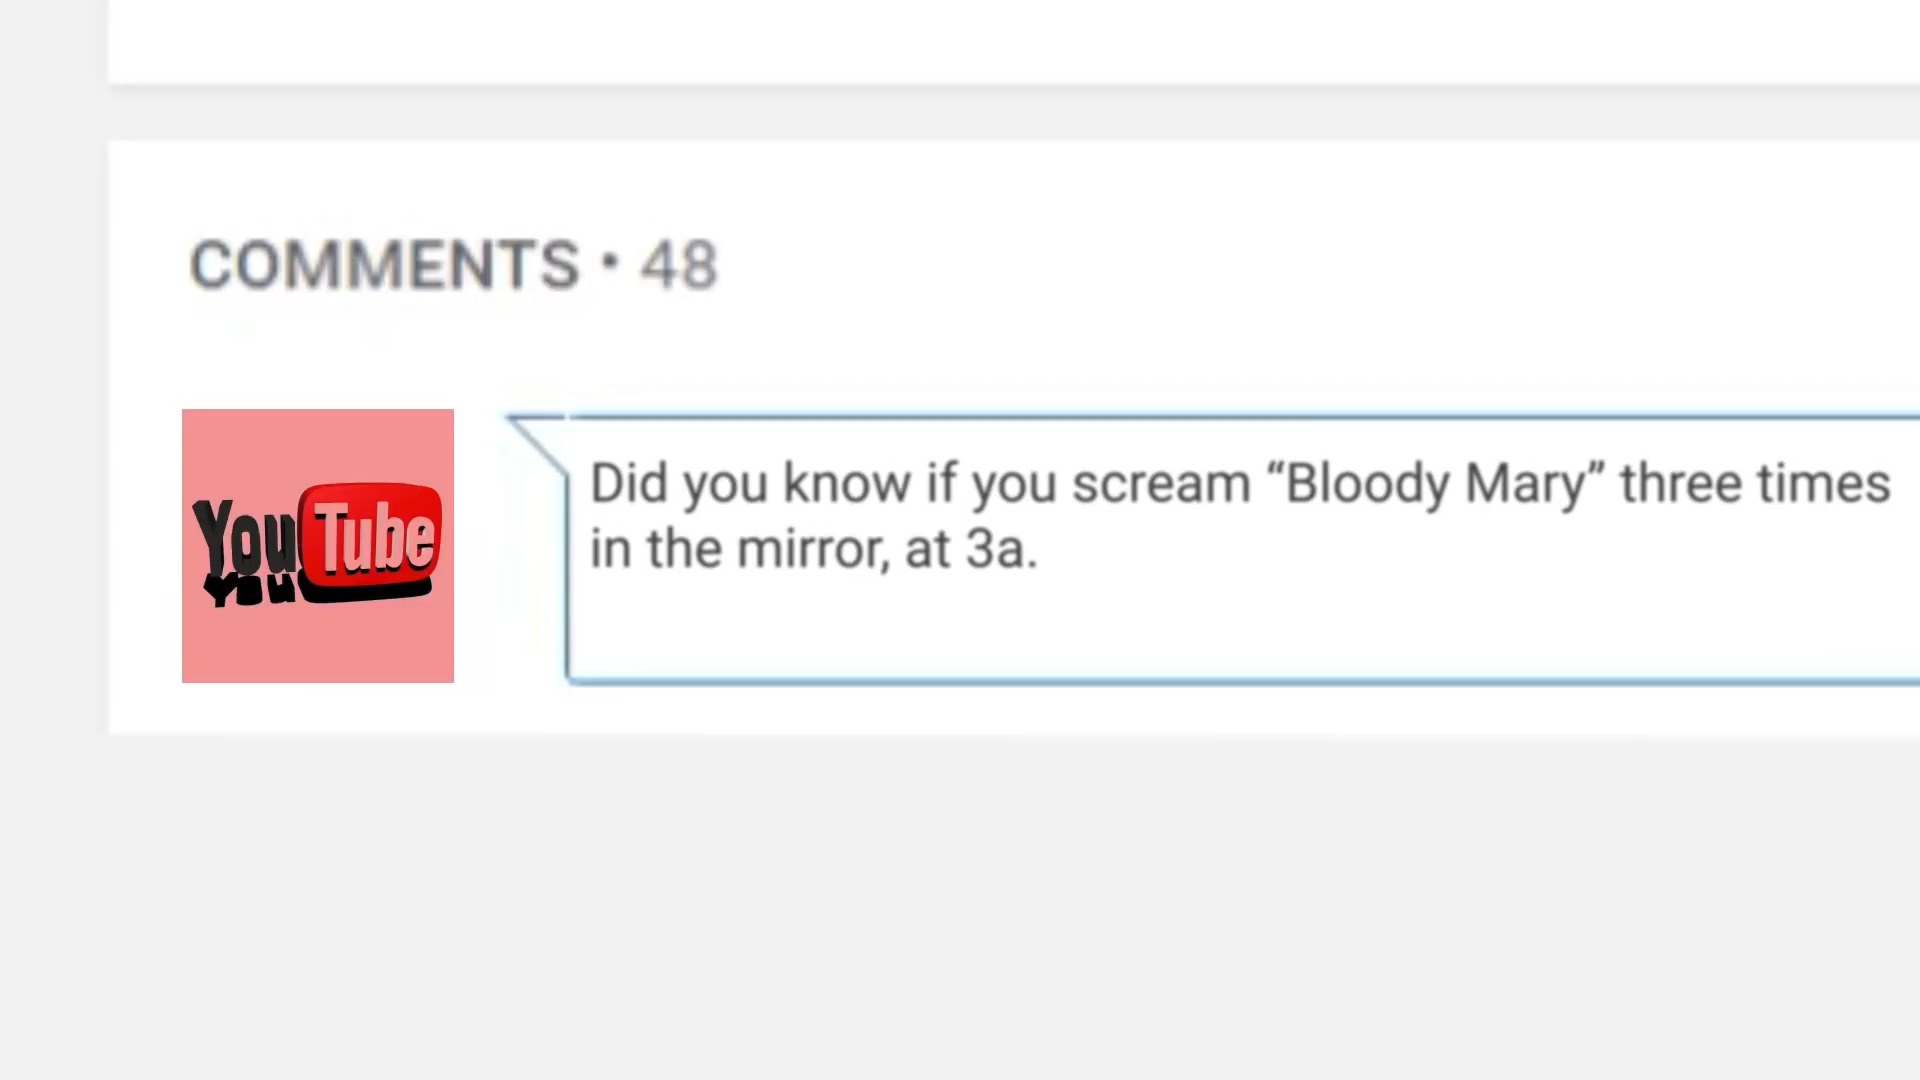 COMMENTS • 48
YouTube
Did you know if you scream “Bloody Mary” three times
in the mirror, at 3a.